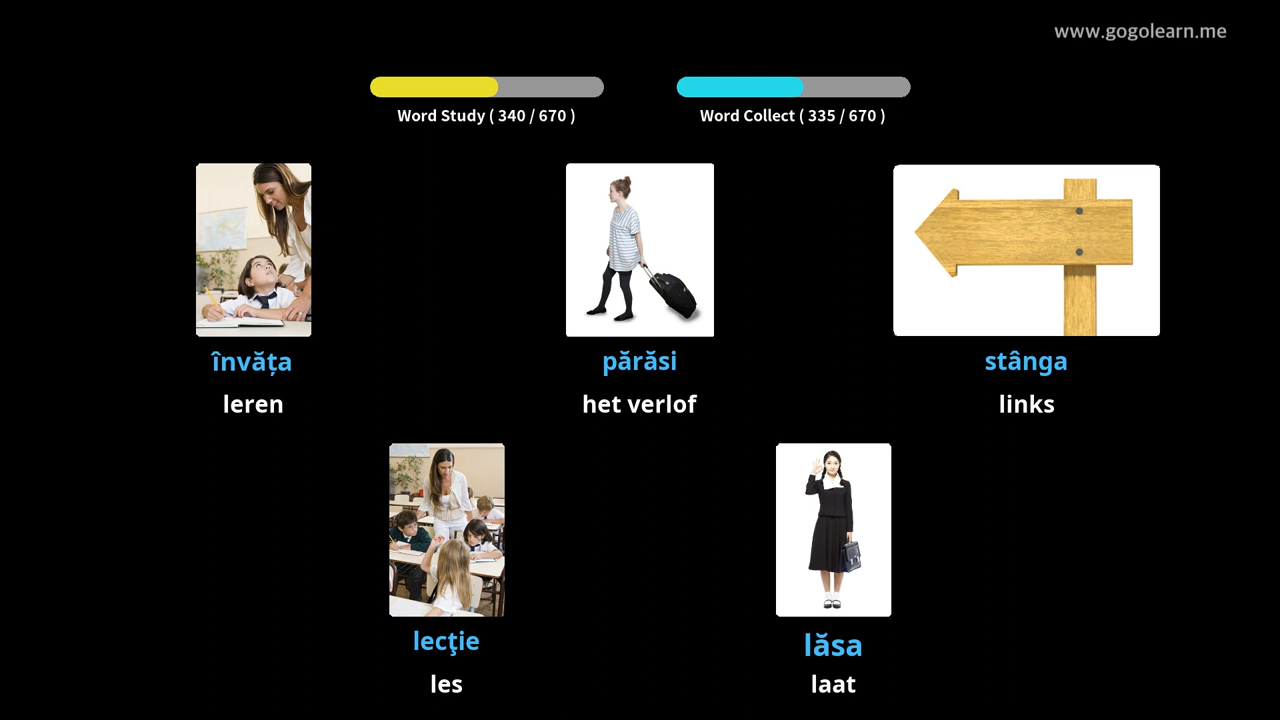 www.gogolearn.me
Word Study ( 340 / 670 )
Word Collect ( 335 / 670 )
învăța
părăsi
stânga
leren
het verlof
links
lecţie
lăsa
les
laat